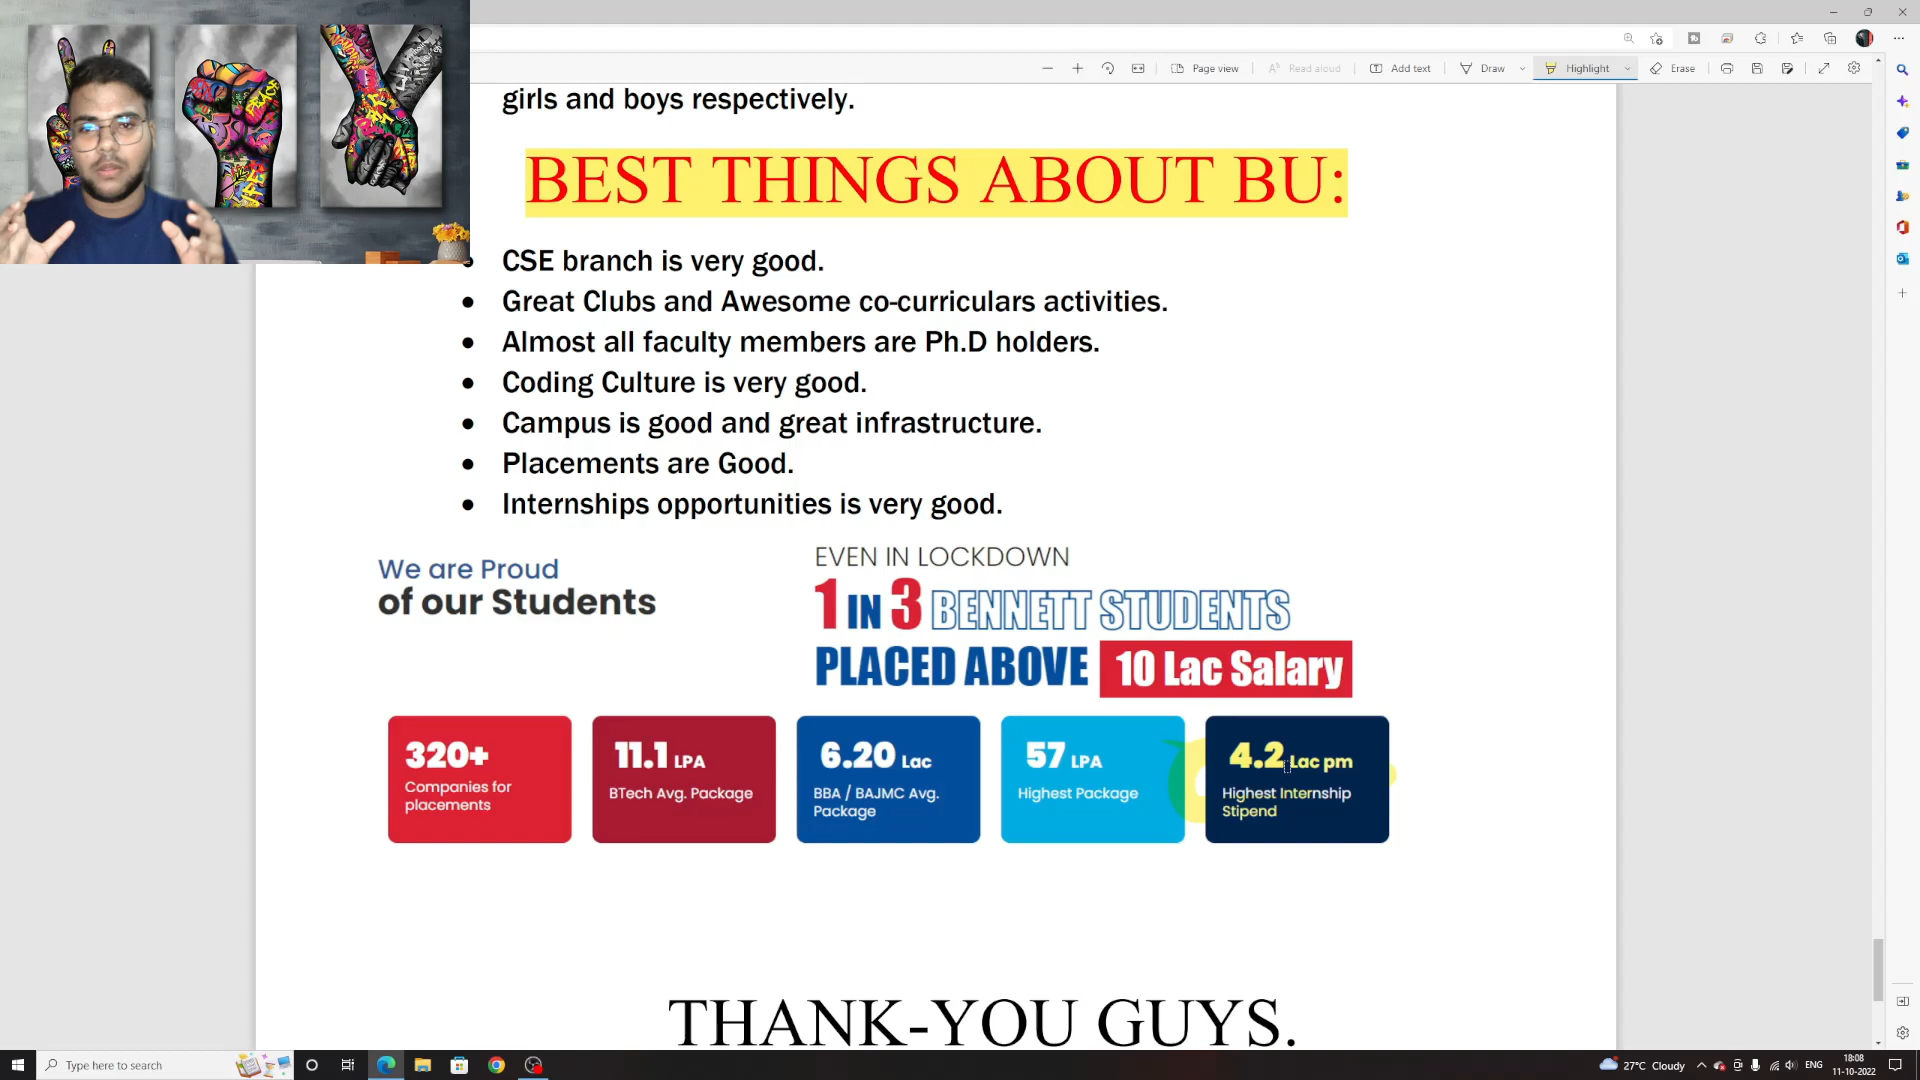 Page view
Read aloud
Add text
Draw
Highlight
Erase
girls and boys respectively.
BEST THINGS ABOUT BU:
• CSE branch is very good.
• Great Clubs and Awesome co-curriculars activities.
• Almost all faculty members are Ph.D holders.
• Coding Culture is very good.
• Campus is good and great infrastructure.
• Placements are Good.
• Internships opportunities is very good.
We are Proud
of our Students
EVEN IN LOCKDOWN
1 IN 3 BENNETT STUDENTS
PLACED ABOVE 10 Lac Salary
320+
Companies for
placements
11.1 LPA
BTech Avg. Package
6.20 Lac
BBA / BAJMC Avg.
Package
57 LPA
Highest Package
4.2 Lac pm
Highest Internship
Stipend
THANK-YOU GUYS.
Type here to search
27°C Cloudy
ENG
18:08
11-10-2022